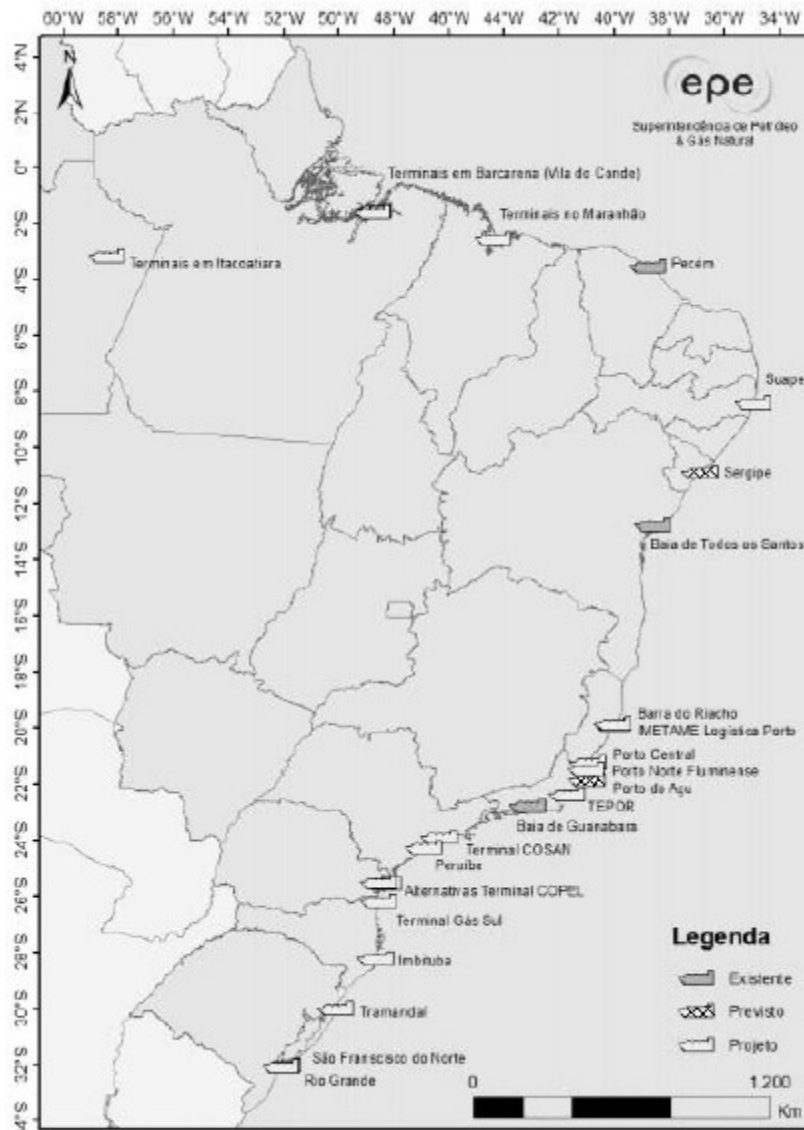 60°W 58°W 56°W 54°W 52°W 50°W 48°W 46°W 44°W 42°W 40°W 38°W 36°W 34°W
4°N
2°N
0°
2°S
4°S
6°S
8°S
10°S
12°S
14°S
16°S
18°S
20°S
22°S
24°S
26°S
28°S
30°S
32°S
4°S
N
epe
Superintendência de Petróleo
& Gás Natural
Terminais em Barcarena (Vila do Conde)
Terminais no Maranhão
Terminais em Itacoatiara
Pecém
Suape
Sergipe
Baia de Todos os Santos
Barra do Riacho
IMETAME Logística Porto
Porto Central
Porto Norte Fluminense
Porto do Açu
TEPOR
Baia de Guanabara
Terminal COSAN
Peruíbe
Alternativas Terminal COPEL
Terminal Gás Sul
Imbituba
Tramandaí
São Franscisco do Norte
Rio Grande
Legenda
Existente
Previsto
Projeto
0 1.200
Km